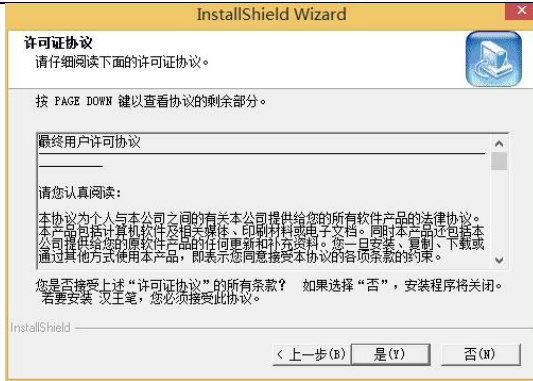 InstallShield Wizard
许可证协议
请仔细阅读下面的许可证协议。
按 PAGE DOWN 键以查看协议的剩余部分。
最终用户许可协议
请您认真阅读：
本协议为个人与本公司之间的有关本公司提供给您的所有软件产品的法律协议。
本产品包括计算机软件及相关媒体、印刷材料或电子文档。同时本产品还包括本
公司提供给您的原软件产品的任何更新和补充资料。您一旦安装、复制、下载或
通过其他方式使用本产品，即表示您同意接受本协议的各项条款的约束。
您是否接受上述“许可证协议”的所有条款？ 如果选择“否”，安装程序将关闭。
若要安装 汉王笔，您必须接受此协议。
InstallShield
< 上一步(B) 是(Y) 否(N)